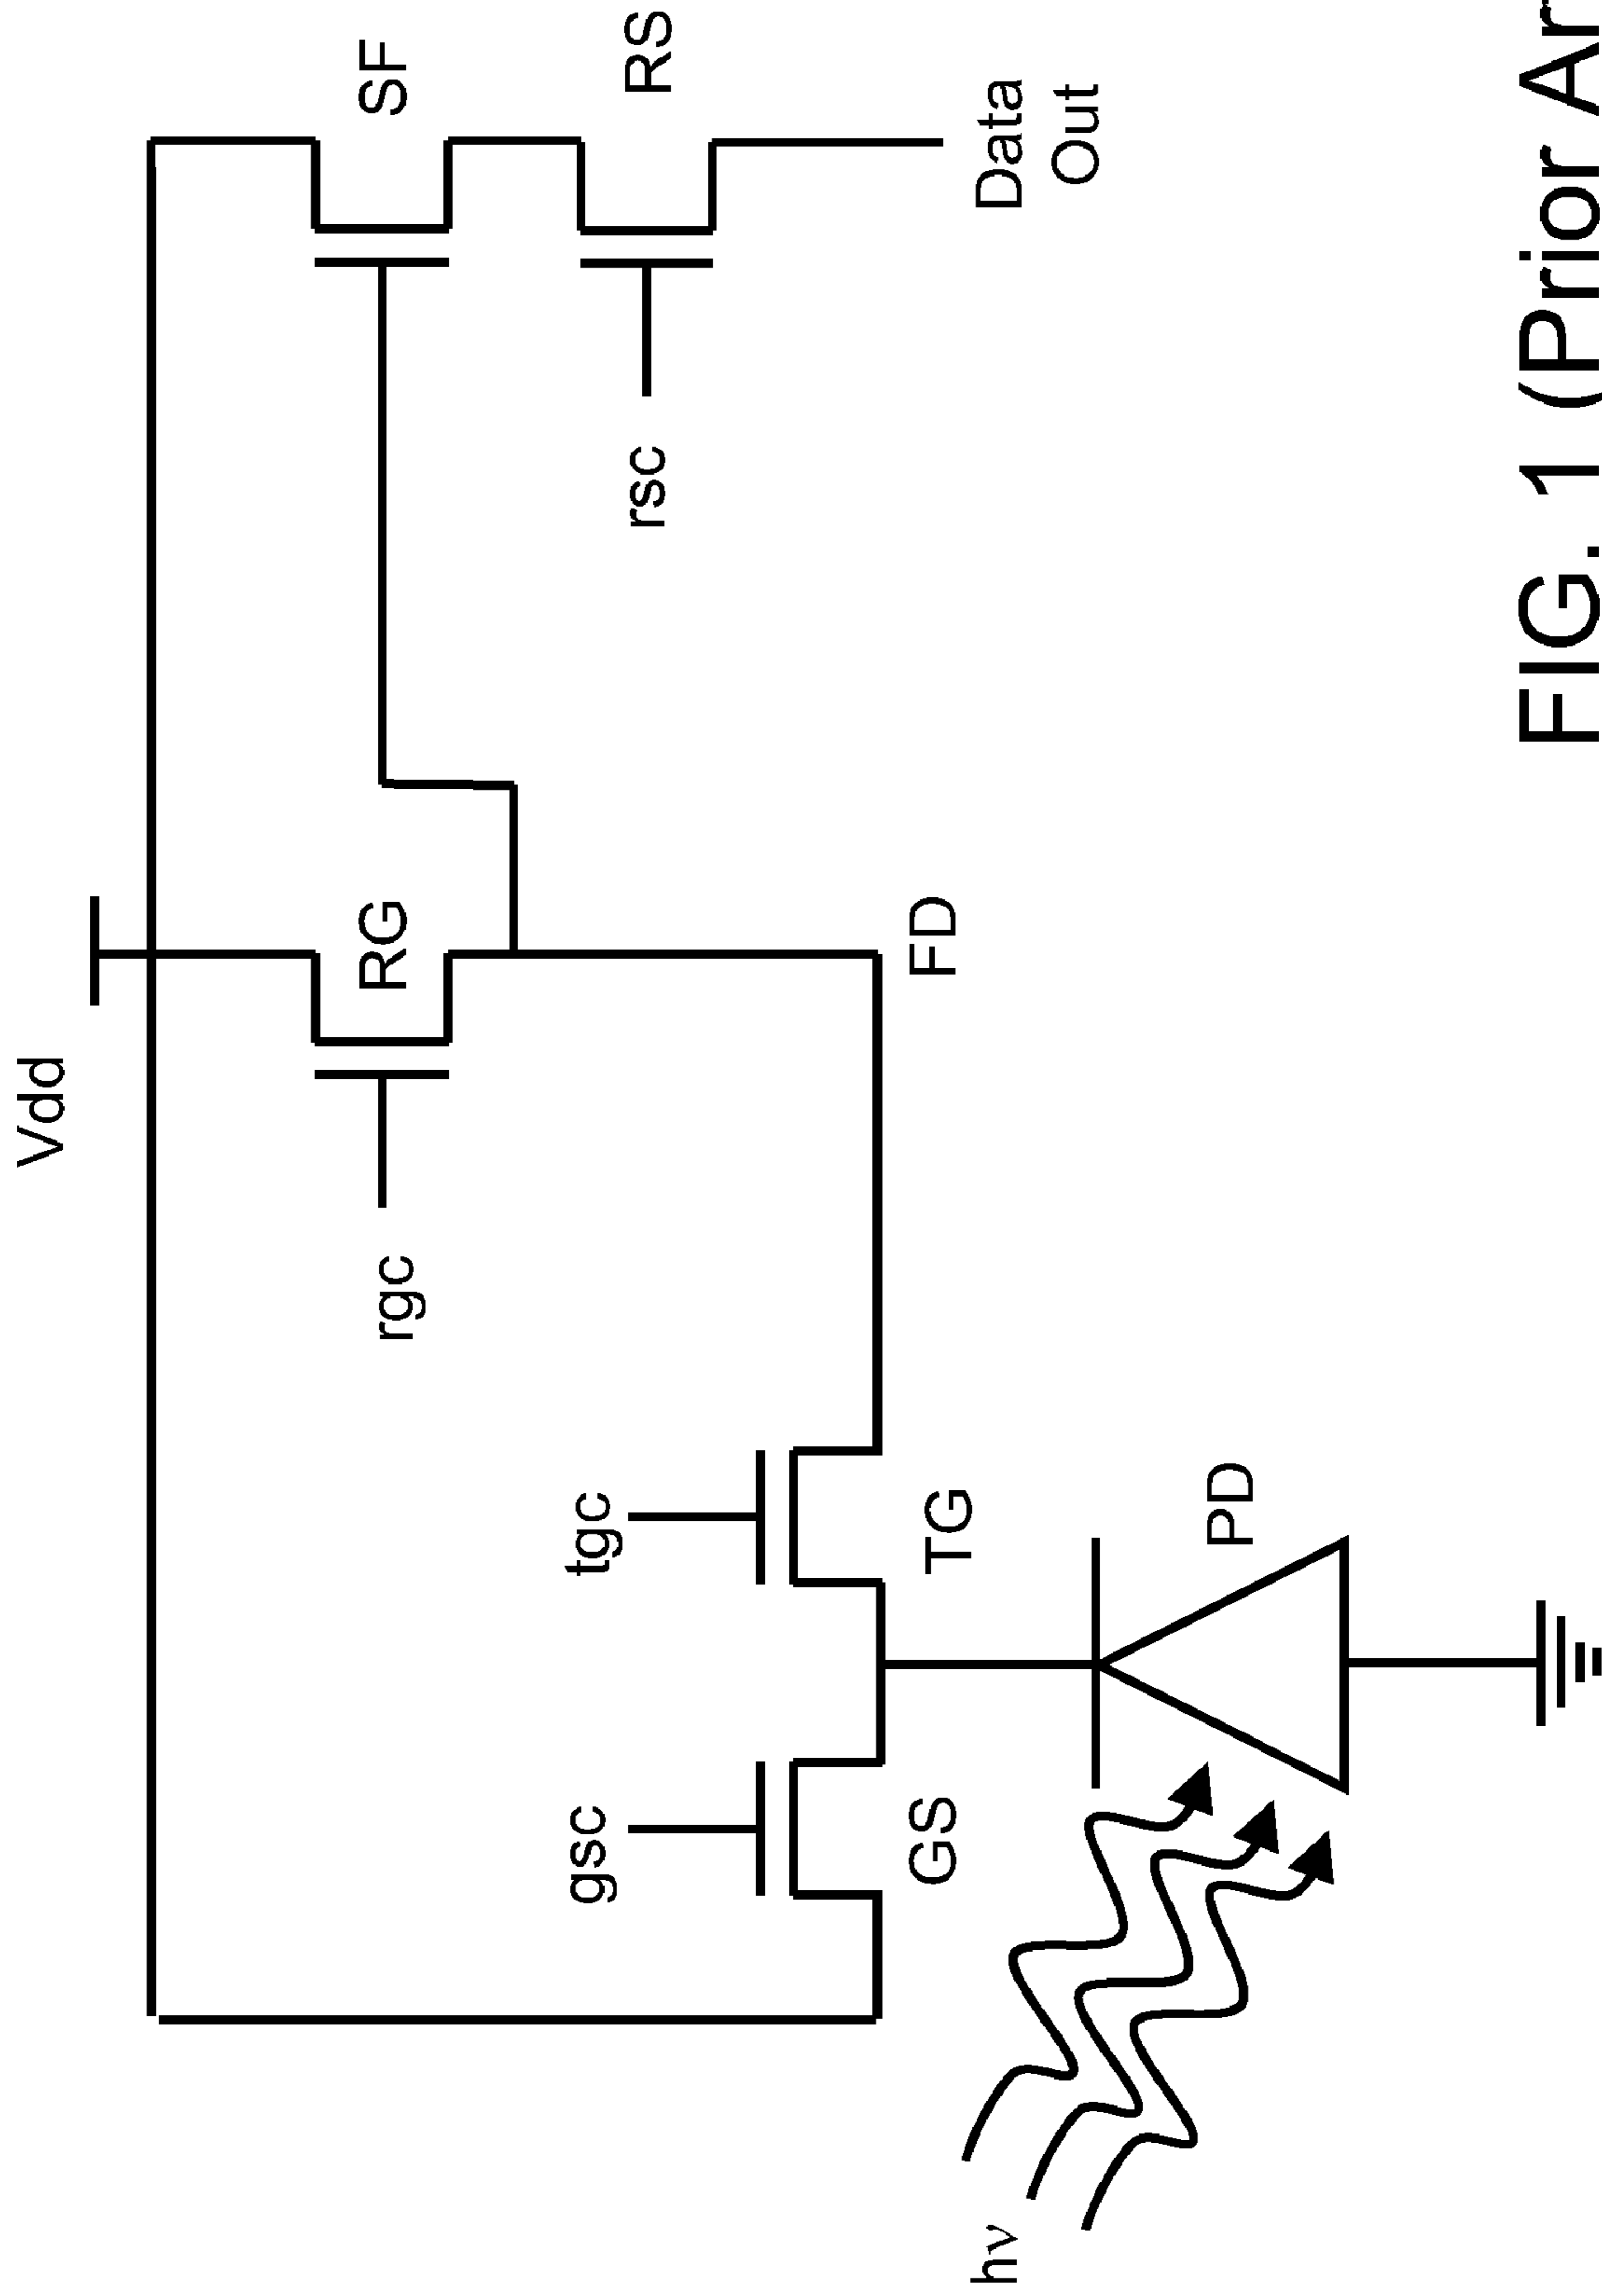 Vdd
SF
RG
rgc
RS
rsc
tgc
gsc
Data
Out
FD
TG
GS
PD
hν
FIG. 1 (Prior Ar